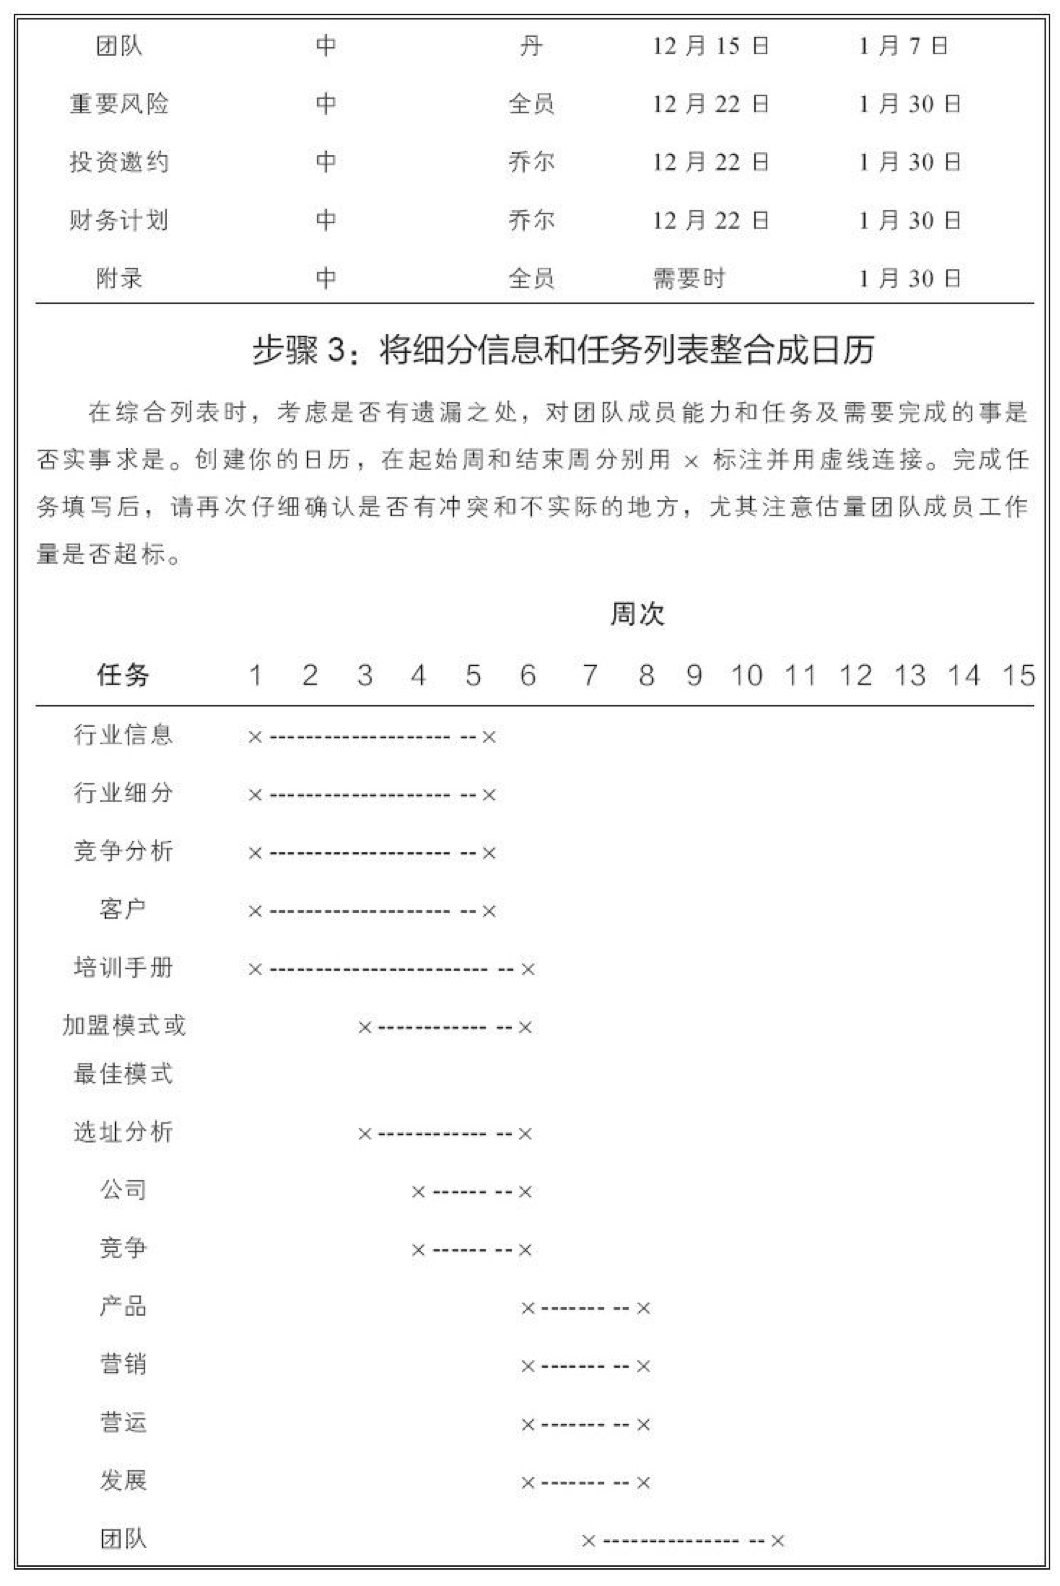 团队 中 丹 12 月 15 日 1 月 7 日
重要风险 中 全员 12 月 22 日 1 月 30 日
投资邀约 中 乔尔 12 月 22 日 1 月 30 日
财务计划 中 乔尔 12 月 22 日 1 月 30 日
附录 中 全员 需要时 1 月 30 日
步骤 3：将细分信息和任务列表整合成日历
在综合列表时，考虑是否有遗漏之处，对团队成员能力和任务及需要完成的事是
否实事求是。创建你的日历，在起始周和结束周分别用 × 标注并用虚线连接。完成任
务填写后，请再次仔细确认是否有冲突和不实际的地方，尤其注意估量团队成员工作
量是否超标。
周次
任务 1 2 3 4 5 6 7 8 9 10 11 12 13 14 15
行业信息 × -------------------- -- ×
行业细分 × -------------------- -- ×
竞争分析 × -------------------- -- ×
客户 × -------------------- -- ×
培训手册 × ------------------------ -- ×
加盟模式或 × ------------ -- ×
最佳模式
选址分析 × ------------ -- ×
公司 × ------ -- ×
竞争 × ------ -- ×
产品 × ------- -- ×
营销 × ------- -- ×
营运 × ------- -- ×
发展 × ------- -- ×
团队 × --------------- -- ×